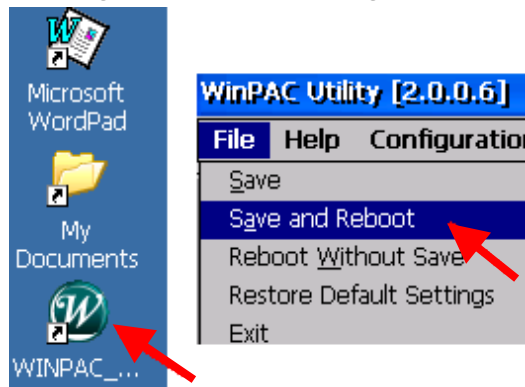 Microsoft
WordPad
My
Documents
WINPAC_...
WinPAC Utility [2.0.0.6]
File Help Configuration
Save
Save and Reboot
Reboot Without Save
Restore Default Settings
Exit